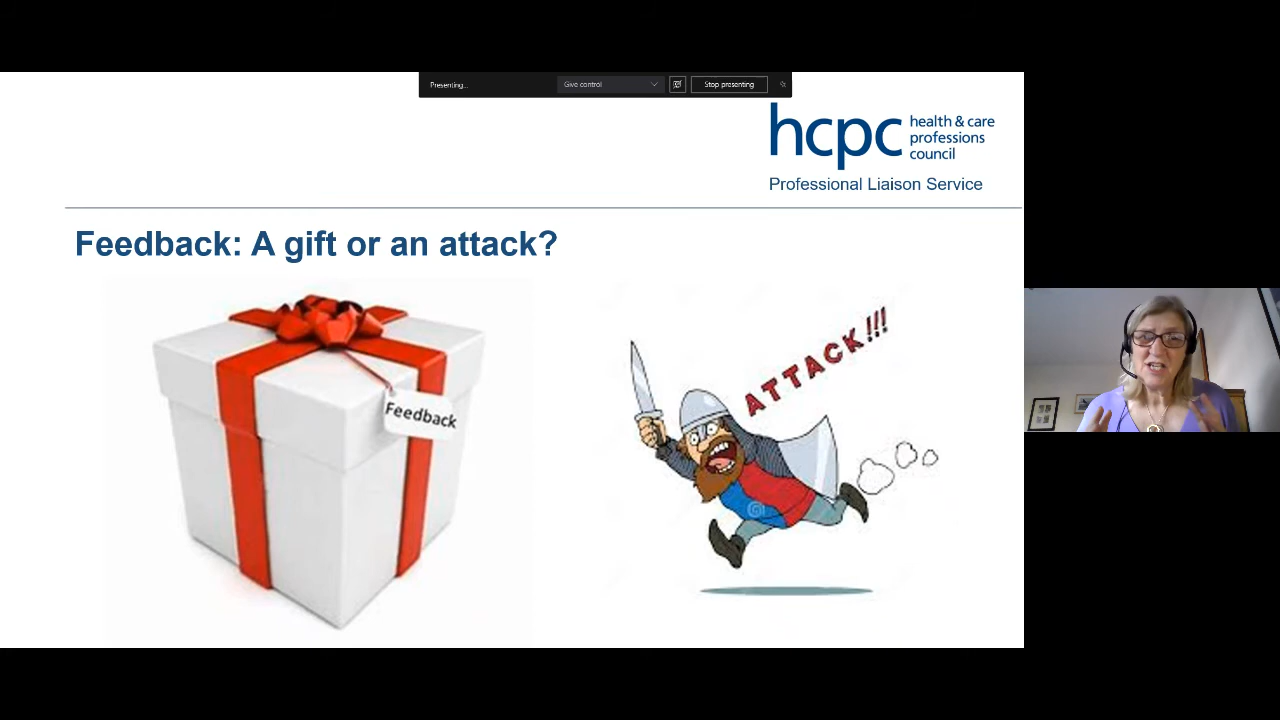 Presenting...
Give control
Stop presenting
hcpc
health & care
professions
council
Professional Liaison Service
Feedback: A gift or an attack?
Feedback
ATTACK!!!